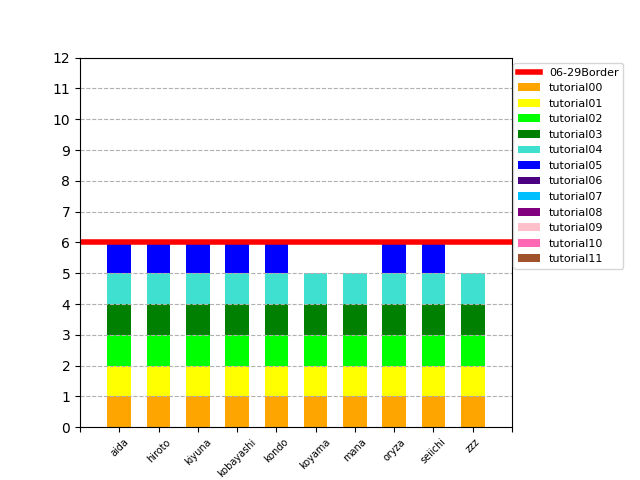 12
11
10
9
8
7
6
5
4
3
2
1
0
aida
hiroto
kiyuna
kobayashi
kondo
koyama
mana
oryza
seiichi
zzz
06-29Border
tutorial00
tutorial01
tutorial02
tutorial03
tutorial04
tutorial05
tutorial06
tutorial07
tutorial08
tutorial09
tutorial10
tutorial11